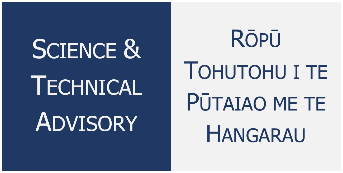 Science &
Technical
Advisory
Rōpū
Tohutohu i te
Pūtaiao me te
Hangarau